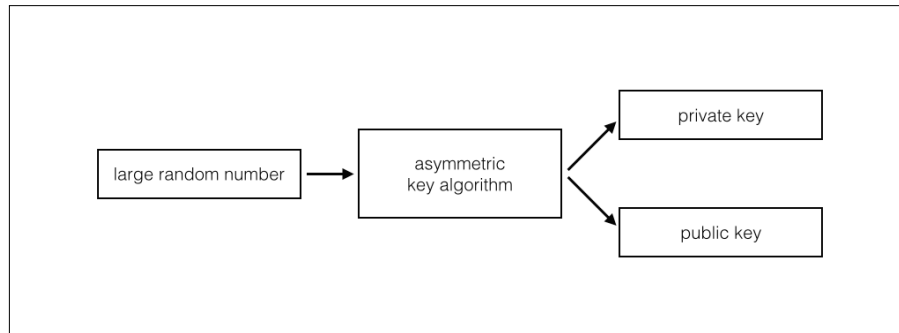 large random number
asymmetric
key algorithm
private key
public key